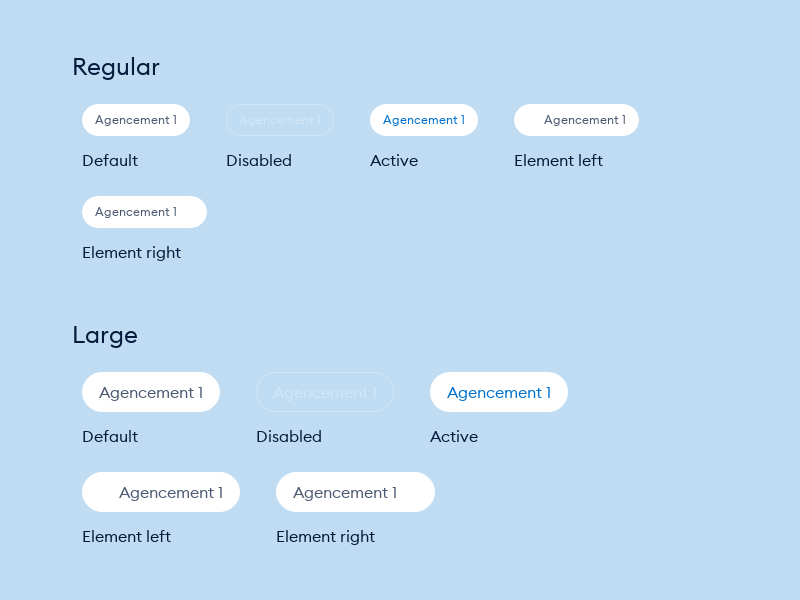 Regular
Agencement 1 Agencement 1 Agencement 1 Agencement 1
Default Disabled Active Element left
Agencement 1
Element right
Large
Agencement 1 Agencement 1 Agencement 1
Default Disabled Active
Agencement 1 Agencement 1
Element left Element right